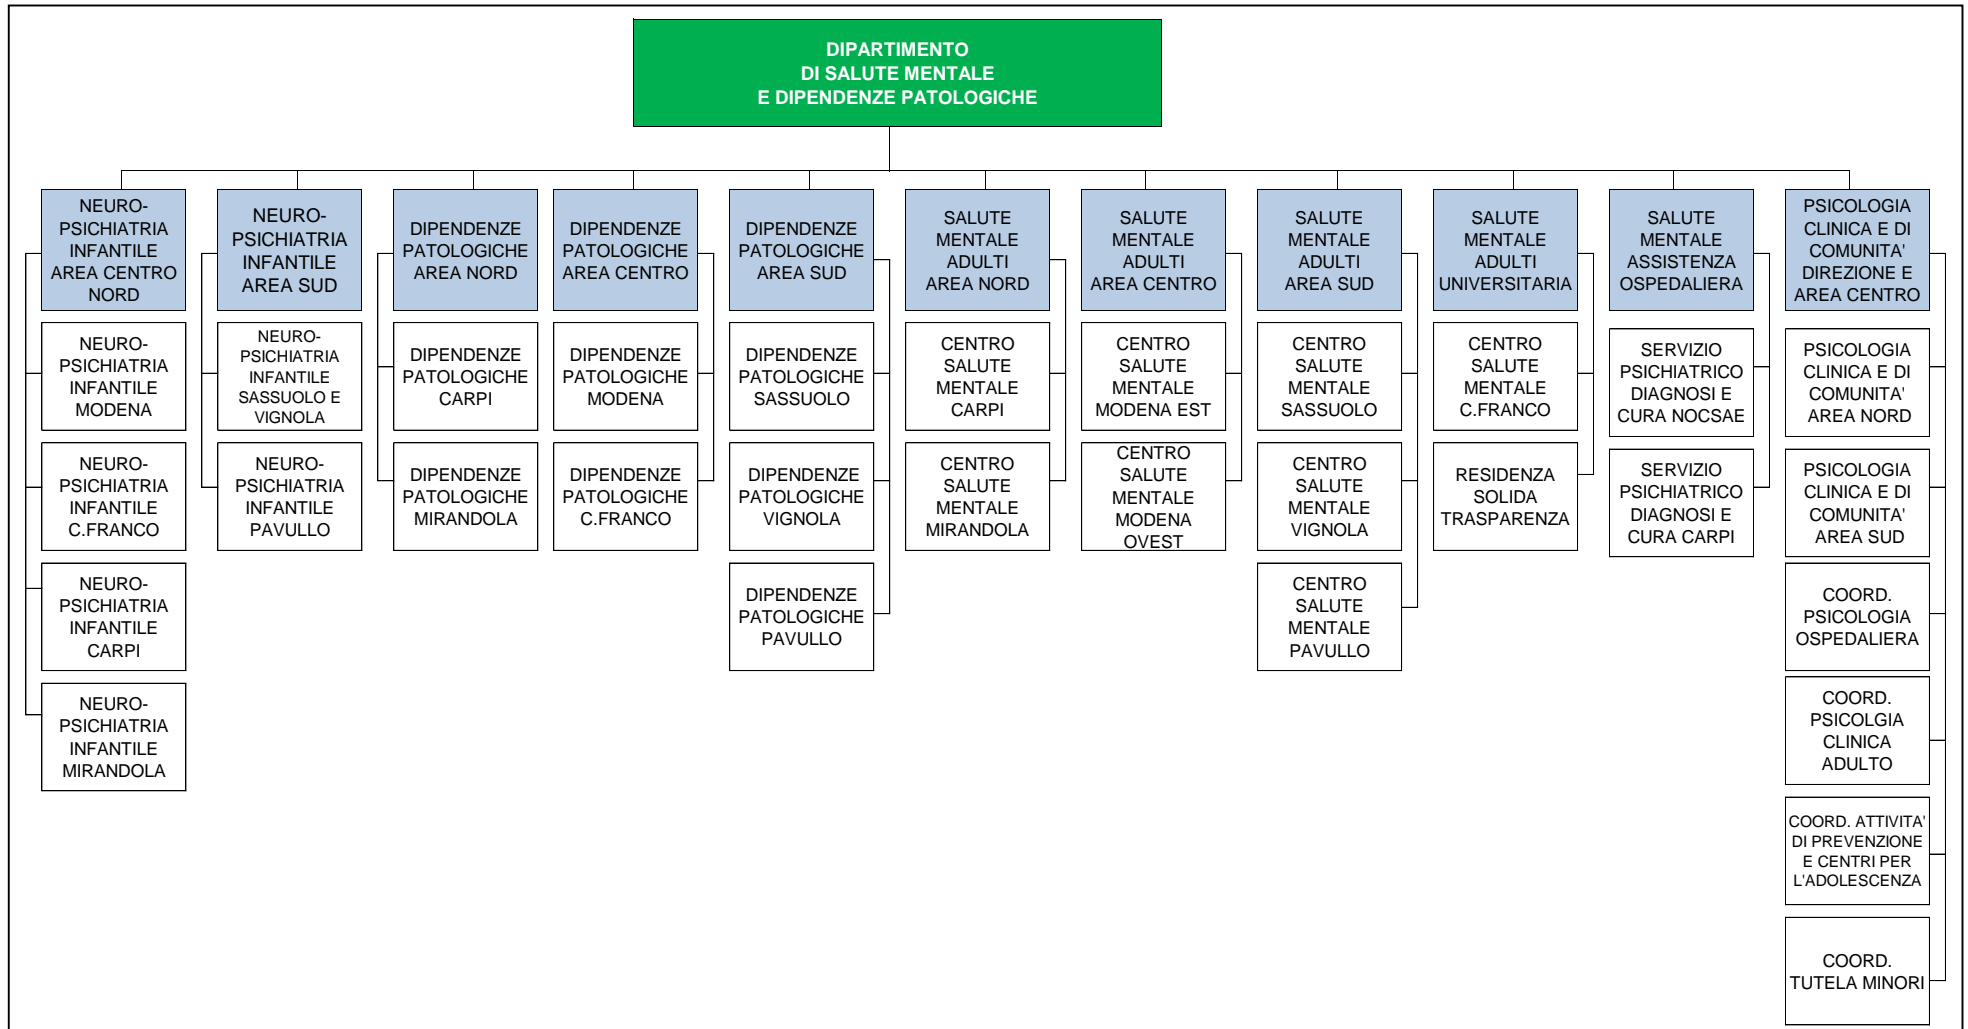 DIPARTIMENTO
DI SALUTE MENTALE
E DIPENDENZE PATOLOGICHE
NEURO-
PSICHIATRIA
INFANTILE
AREA CENTRO
NORD
NEURO-
PSICHIATRIA
INFANTILE
AREA SUD
DIPENDENZE
PATOLOGICHE
AREA NORD
DIPENDENZE
PATOLOGICHE
AREA CENTRO
DIPENDENZE
PATOLOGICHE
AREA SUD
SALUTE
MENTALE
ADULTI
AREA NORD
SALUTE
MENTALE
ADULTI
AREA CENTRO
SALUTE
MENTALE
ADULTI
AREA SUD
SALUTE
MENTALE
ADULTI
UNIVERSITARIA
SALUTE
MENTALE
ASSISTENZA
OSPEDALIERA
PSICOLOGIA
CLINICA E DI
COMUNITA'
DIREZIONE E
AREA CENTRO
NEURO-
PSICHIATRIA
INFANTILE
MODENA
NEURO-
PSICHIATRIA
INFANTILE
SASSUOLO E
VIGNOLA
DIPENDENZE
PATOLOGICHE
CARPI
DIPENDENZE
PATOLOGICHE
MODENA
DIPENDENZE
PATOLOGICHE
SASSUOLO
CENTRO
SALUTE
MENTALE
CARPI
CENTRO
SALUTE
MENTALE
MODENA EST
CENTRO
SALUTE
MENTALE
SASSUOLO
CENTRO
SALUTE
MENTALE
C.FRANCO
SERVIZIO
PSICHIATRICO
DIAGNOSI E
CURA NOCSAE
PSICOLOGIA
CLINICA E DI
COMUNITA'
AREA NORD
NEURO-
PSICHIATRIA
INFANTILE
C.FRANCO
NEURO-
PSICHIATRIA
INFANTILE
PAVULLO
DIPENDENZE
PATOLOGICHE
MIRANDOLA
DIPENDENZE
PATOLOGICHE
C.FRANCO
DIPENDENZE
PATOLOGICHE
VIGNOLA
CENTRO
SALUTE
MENTALE
MIRANDOLA
CENTRO
SALUTE
MENTALE
MODENA
OVEST
CENTRO
SALUTE
MENTALE
VIGNOLA
RESIDENZA
SOLIDA
TRASPARENZA
SERVIZIO
PSICHIATRICO
DIAGNOSI E
CURA CARPI
PSICOLOGIA
CLINICA E DI
COMUNITA'
AREA SUD
NEURO-
PSICHIATRIA
INFANTILE
CARPI
DIPENDENZE
PATOLOGICHE
PAVULLO
CENTRO
SALUTE
MENTALE
PAVULLO
COORD.
PSICOLOGIA
OSPEDALIERA
NEURO-
PSICHIATRIA
INFANTILE
MIRANDOLA
COORD.
PSICOLGIA
CLINICA
ADULTO
COORD. ATTIVITA'
DI PREVENZIONE
E CENTRI PER
L'ADOLESCENZA
COORD.
TUTELA MINORI